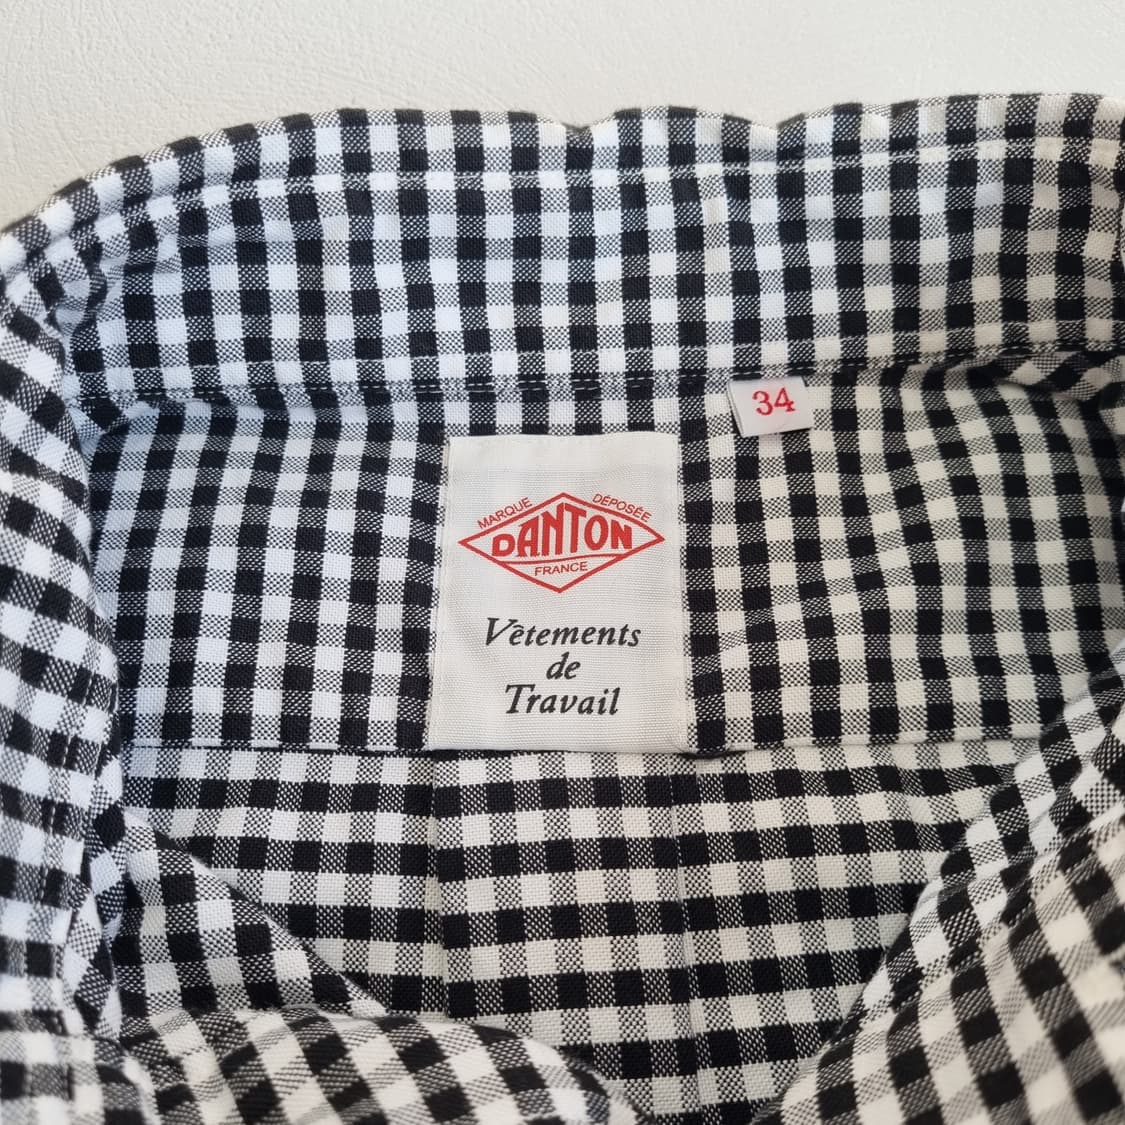 34
MARQUE DÉPOSÉE
DANTON
FRANCE
Vêtements
de
Travail